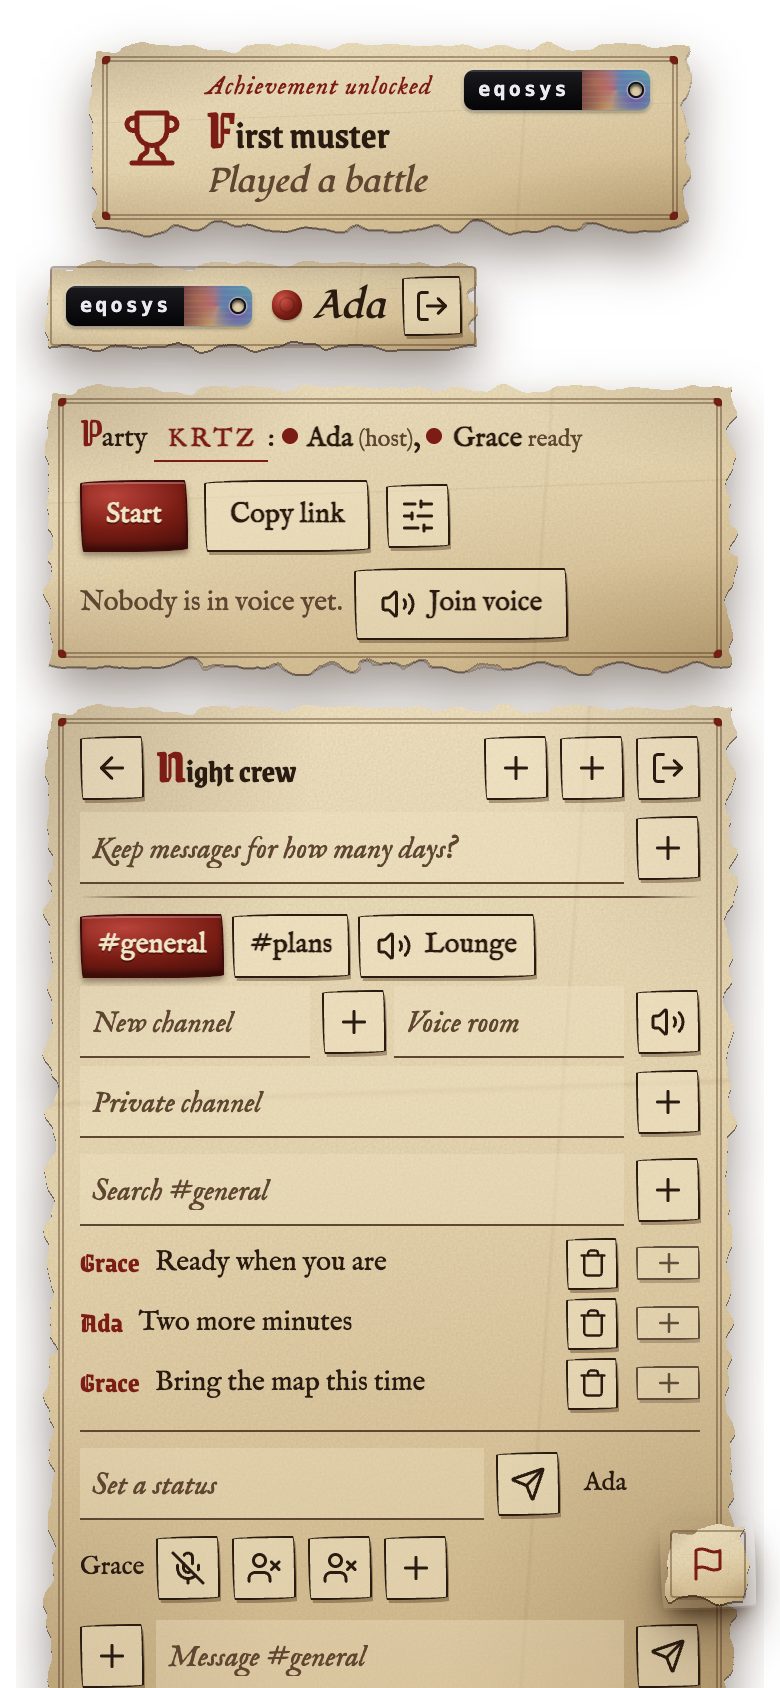 Achievement unlocked
eqosys
First muster
Played a battle
eqosys Ada
Party KRTZ : Ada (host), Grace ready
Start Copy link
Nobody is in voice yet. Join voice
Night crew
Keep messages for how many days?
#general #plans Lounge
New channel Voice room
Private channel
Search #general
Grace Ready when you are
Ada Two more minutes
Grace Bring the map this time
Set a status Ada
Grace
Message #general